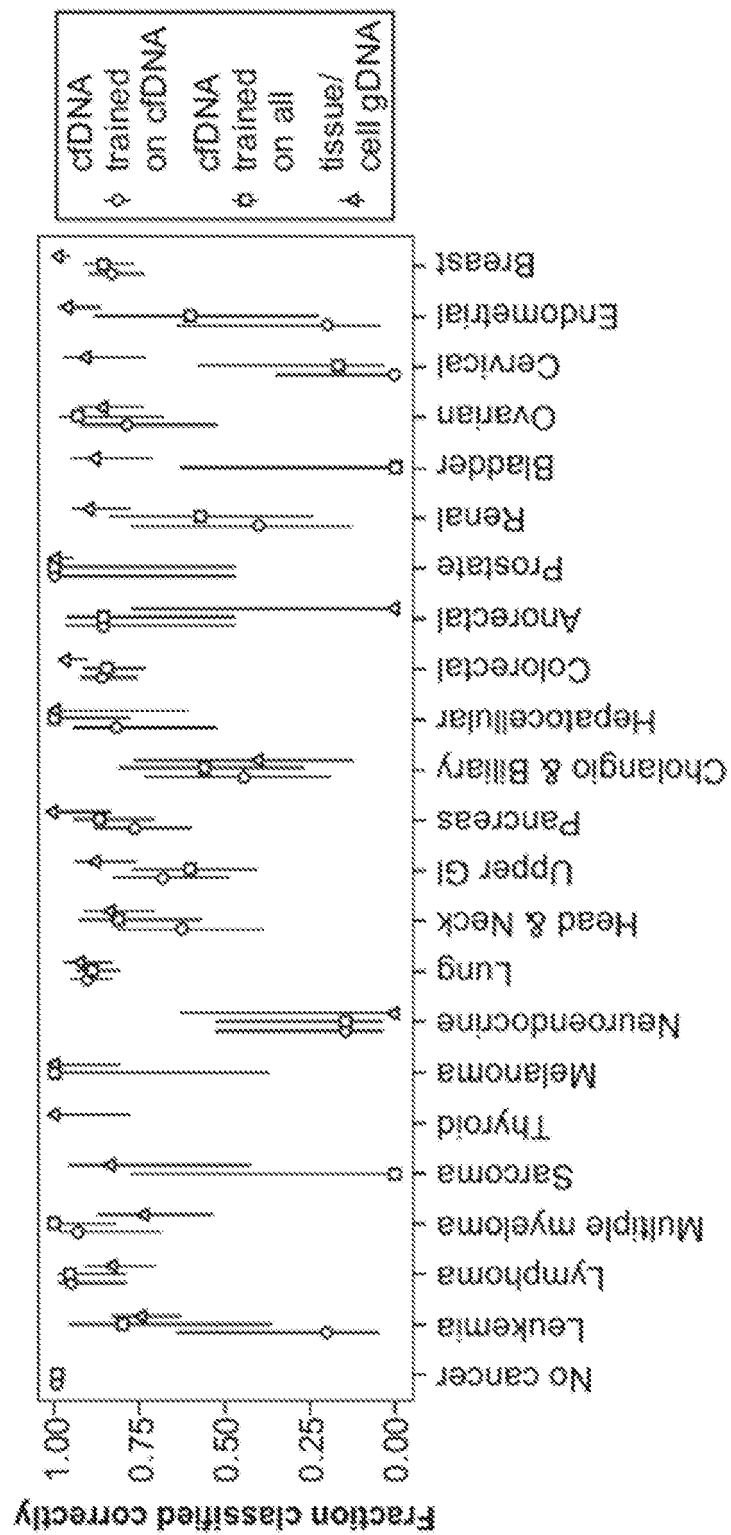 Fraction classified correctly
1.00
0.75
0.50
0.25
0.00
No cancer
Leukemia
Lymphoma
Multiple myeloma
Sarcoma
Thyroid
Melanoma
Neuroendocrine
Lung
Head & Neck
Upper GI
Pancreas
Cholangio & Biliary
Hepatocellular
Colorectal
Anorectal
Prostate
Renal
Bladder
Ovarian
Cervical
Endometrial
Breast
cfDNA
trained
on cfDNA
cfDNA
trained
on all
tissue/
cell gDNA